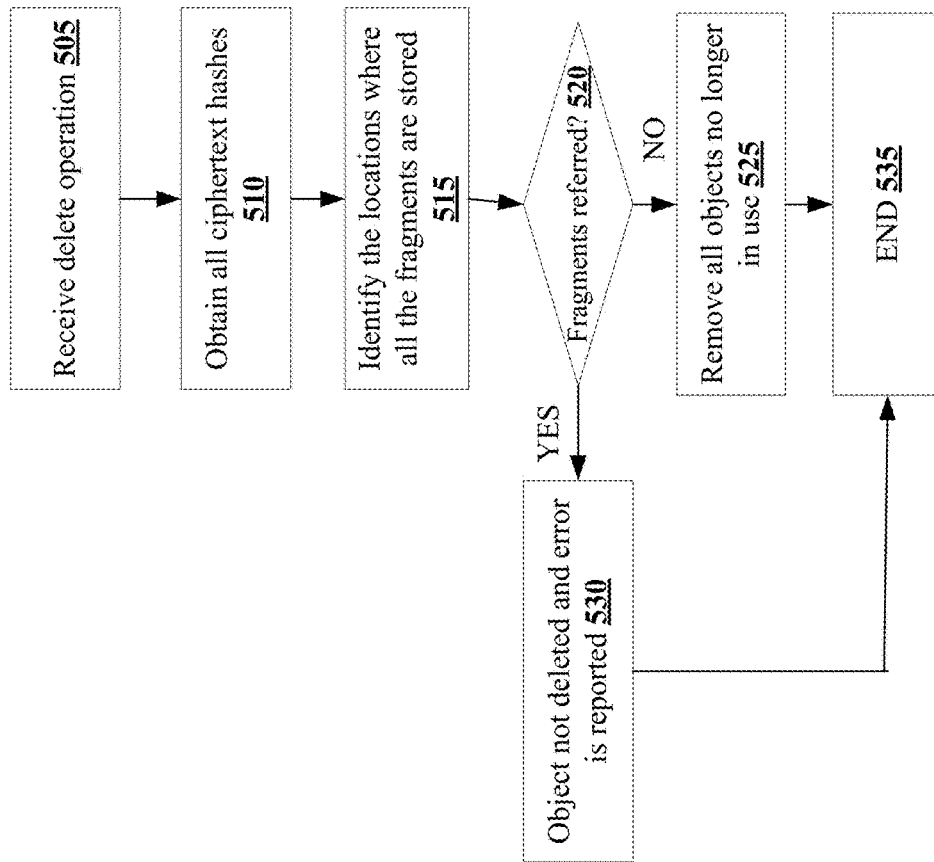 Receive delete operation 505
Obtain all ciphertext hashes
510
Identify the locations where
all the fragments are stored
515
Fragments referred? 520
YES
NO
Object not deleted and error
is reported 530
Remove all objects no longer
in use 525
END 535